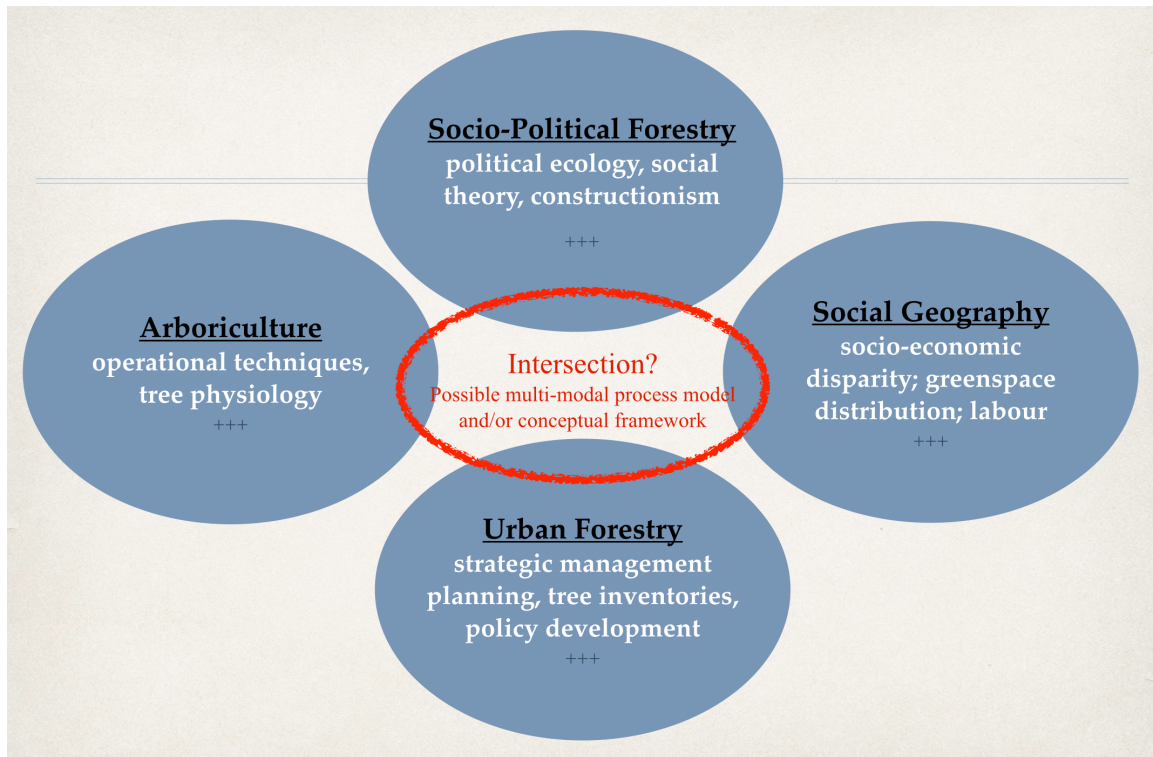 Socio-Political Forestry
political ecology, social
theory, constructionism
+++
Arboriculture
operational techniques,
tree physiology
+++
Intersection?
Possible multi-modal process model
and/or conceptual framework
Social Geography
socio-economic
disparity; greenspace
distribution; labour
+++
Urban Forestry
strategic management
planning, tree inventories,
policy development
+++